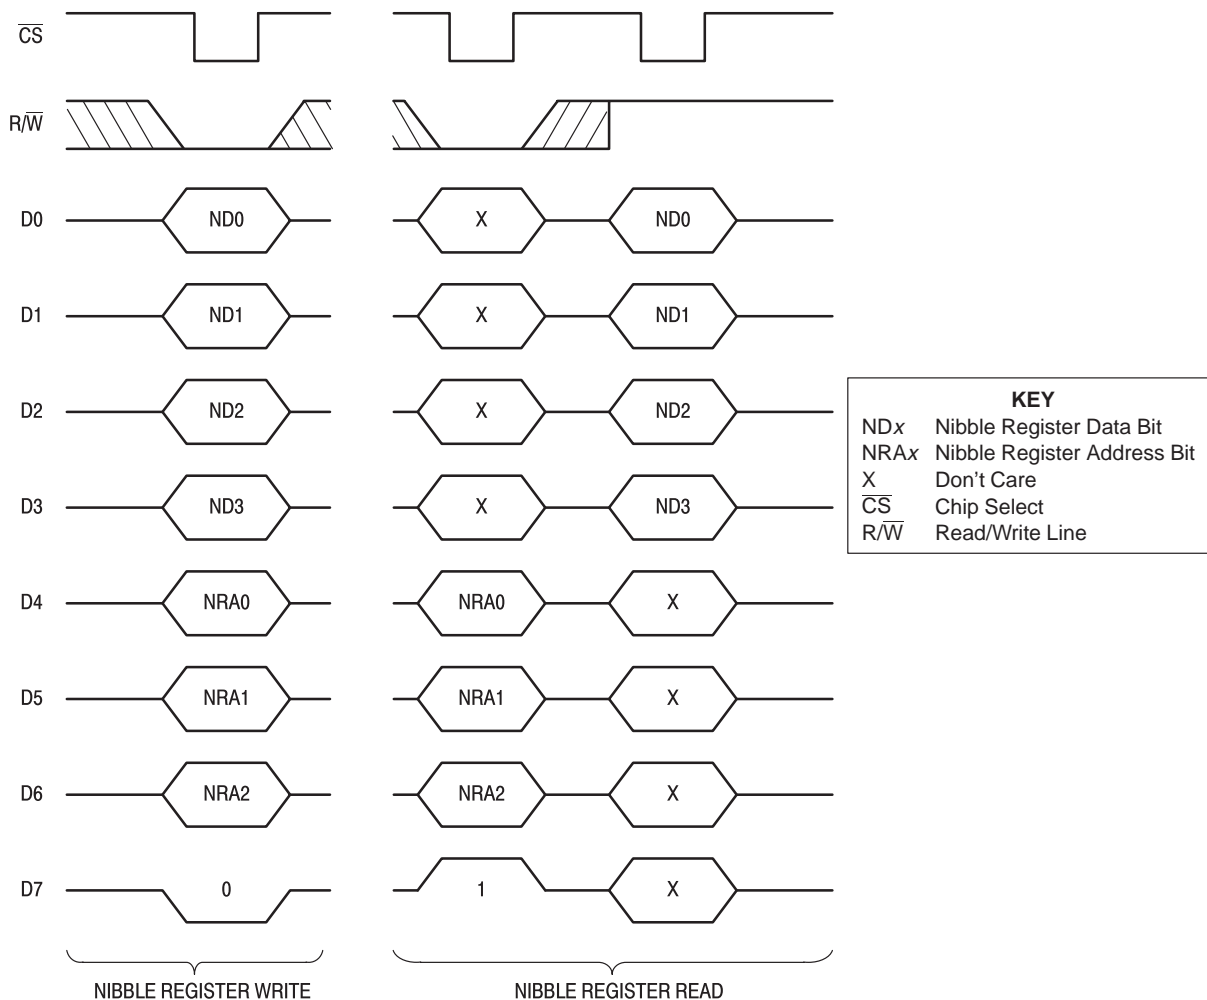 C̅S̅
R/W̅
D0 ND0 X ND0
D1 ND1 X ND1
D2 ND2 X ND2
D3 ND3 X ND3
D4 NRA0 NRA0 X
D5 NRA1 NRA1 X
D6 NRA2 NRA2 X
D7 0 1 X
NIBBLE REGISTER WRITE NIBBLE REGISTER READ
KEY
NDx Nibble Register Data Bit
NRAx Nibble Register Address Bit
X Don't Care
C̅S̅ Chip Select
R/W̅ Read/Write Line